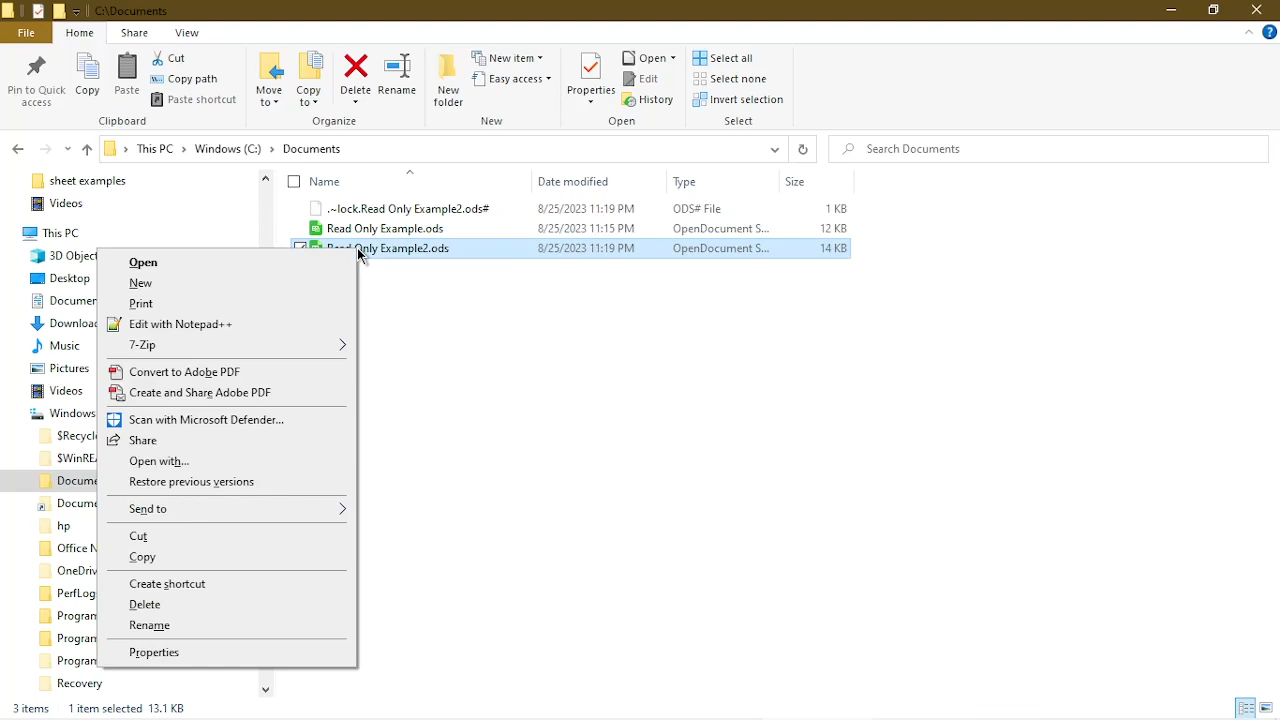 C:\Documents
File Home Share View
Pin to Quick access
Copy
Paste
Cut
Copy path
Paste shortcut
Clipboard
Move to
Copy to
Delete
Rename
Organize
New folder
New item
Easy access
New
Properties
Open
Edit
History
Open
Select all
Select none
Invert selection
Select
This PC > Windows (C:) > Documents
Search Documents
sheet examples
Videos
This PC
3D Object
Desktop
Documen
Downloa
Music
Pictures
Videos
Windows
$Recycl
$WinREA
Docume
Docume
hp
Office N
OneDriv
PerfLog
Program
Program
Program
Recovery
Name Date modified Type Size
.~lock.Read Only Example2.ods# 8/25/2023 11:19 PM ODS# File 1 KB
Read Only Example.ods 8/25/2023 11:15 PM OpenDocument S... 12 KB
Read Only Example2.ods 8/25/2023 11:19 PM OpenDocument S... 14 KB
Open
New
Print
Edit with Notepad++
7-Zip
Convert to Adobe PDF
Create and Share Adobe PDF
Scan with Microsoft Defender...
Share
Open with...
Restore previous versions
Send to
Cut
Copy
Create shortcut
Delete
Rename
Properties
3 items 1 item selected 13.1 KB